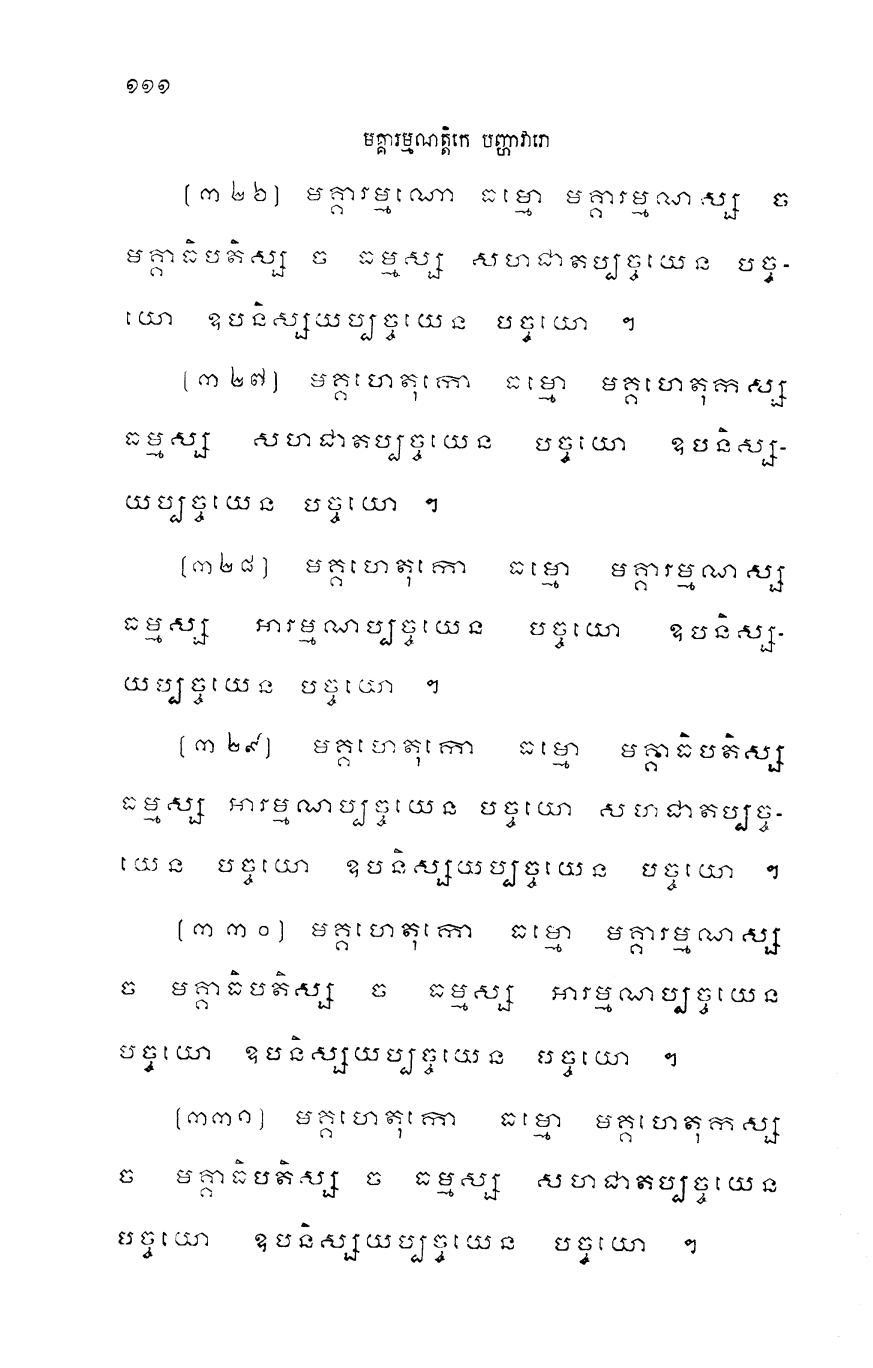 ១១១
មគ្គារម្មណត្តិកេ បញ្ហាវារោ
[៣២៦] មគ្គារម្មណោ ធម្មោ មគ្គារម្មណស្ស ច
មគ្គាធិបតិស្ស ច ធម្មស្ស សហជាតប្បច្ចយេន បច្ច-
យោ ឧបនិស្សយប្បច្ចយេន បច្ចយោ ។
[៣២៧] មគ្គហេតុកោ ធម្មោ មគ្គហេតុកស្ស
ធម្មស្ស សហជាតប្បច្ចយេន បច្ចយោ ឧបនិស្ស-
យប្បច្ចយេន បច្ចយោ ។
[៣២៨] មគ្គហេតុកោ ធម្មោ មគ្គារម្មណស្ស
ធម្មស្ស អារម្មណប្បច្ចយេន បច្ចយោ ឧបនិស្ស-
យប្បច្ចយេន បច្ចយោ ។
[៣២៩] មគ្គហេតុកោ ធម្មោ មគ្គាធិបតិស្ស
ធម្មស្ស អារម្មណប្បច្ចយេន បច្ចយោ សហជាតប្បច្ច-
យេន បច្ចយោ ឧបនិស្សយប្បច្ចយេន បច្ចយោ ។
[៣៣០] មគ្គហេតុកោ ធម្មោ មគ្គារម្មណស្ស
ច មគ្គាធិបតិស្ស ច ធម្មស្ស អារម្មណប្បច្ចយេន
បច្ចយោ ឧបនិស្សយប្បច្ចយេន បច្ចយោ ។
[៣៣១] មគ្គហេតុកោ ធម្មោ មគ្គហេតុកស្ស
ច មគ្គាធិបតិស្ស ច ធម្មស្ស សហជាតប្បច្ចយេន
បច្ចយោ ឧបនិស្សយប្បច្ចយេន បច្ចយោ ។